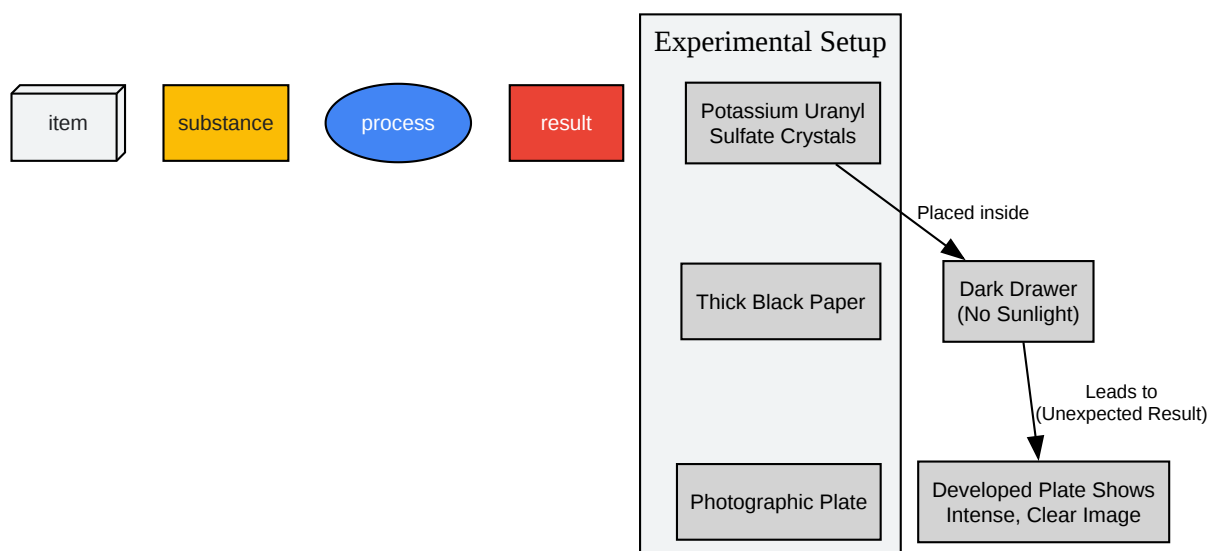 Experimental Setup
item
substance
process
result
Potassium Uranyl
Sulfate Crystals
Placed inside
Thick Black Paper
Dark Drawer
(No Sunlight)
Leads to
(Unexpected Result)
Photographic Plate
Developed Plate Shows
Intense, Clear Image